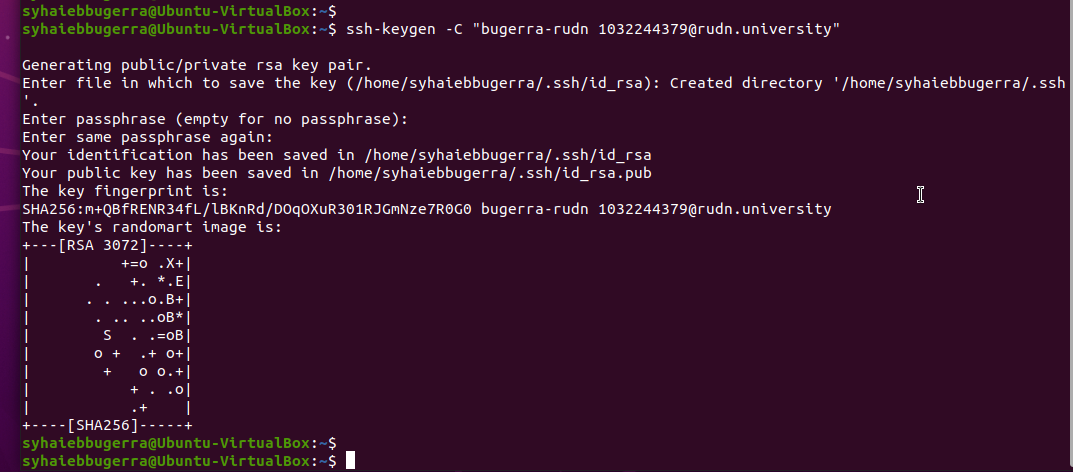 syhaiebbugerra@Ubuntu-VirtualBox:~$
syhaiebbugerra@Ubuntu-VirtualBox:~$ ssh-keygen -C "bugerra-rudn 1032244379@rudn.university"
Generating public/private rsa key pair.
Enter file in which to save the key (/home/syhaiebbugerra/.ssh/id_rsa): Created directory '/home/syhaiebbugerra/.ssh
'.
Enter passphrase (empty for no passphrase):
Enter same passphrase again:
Your identification has been saved in /home/syhaiebbugerra/.ssh/id_rsa
Your public key has been saved in /home/syhaiebbugerra/.ssh/id_rsa.pub
The key fingerprint is:
SHA256:m+QBfRENR34fL/lBKnRd/DOqOXuR301RJGmNze7R0G0 bugerra-rudn 1032244379@rudn.university
The key's randomart image is:
+---[RSA 3072]----+
|          +=o .X+|
|       .   +. *.E|
|      . . ...o.B+|
|       . .. ..oB*|
|        S  . .=oB|
|       o +  .+ o+|
|        +   o o.+|
|           + . .o|
|           .+    |
+----[SHA256]-----+
syhaiebbugerra@Ubuntu-VirtualBox:~$
syhaiebbugerra@Ubuntu-VirtualBox:~$